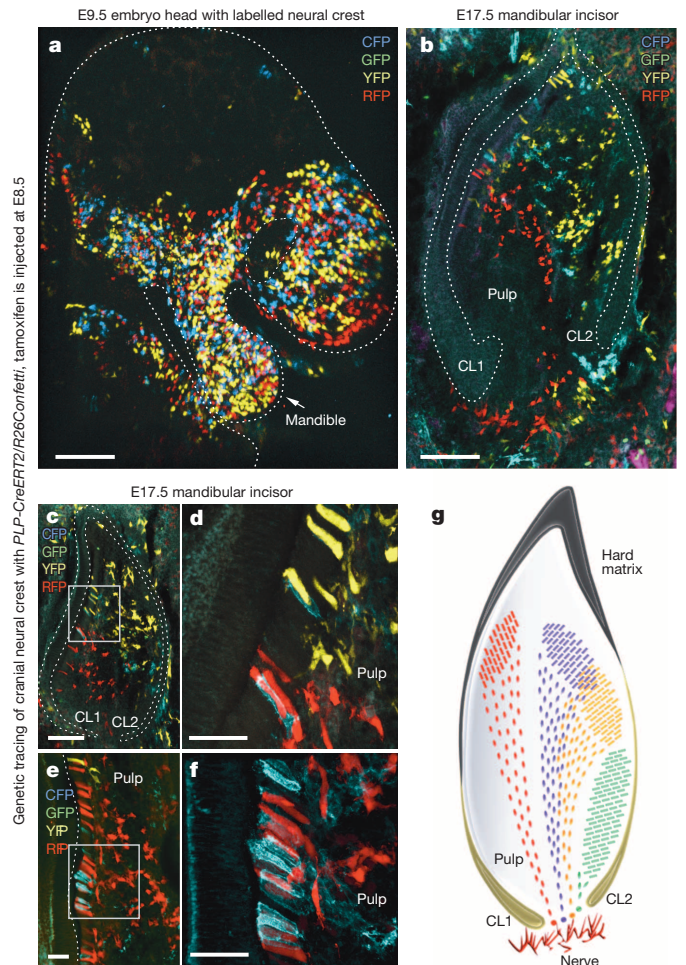 E9.5 embryo head with labelled neural crest
E17.5 mandibular incisor
Genetic tracing of cranial neural crest with PLP-CreERT2/R26Confetti, tamoxifen is injected at E8.5
a
CFP
GFP
YFP
RFP
Mandible
b
CFP
GFP
YFP
RFP
Pulp
CL1
CL2
E17.5 mandibular incisor
c
CFP
GFP
YFP
RFP
CL1
CL2
d
Pulp
e
CFP
GFP
YFP
RFP
Pulp
f
Pulp
g
Hard
matrix
Pulp
CL1
CL2
Nerve